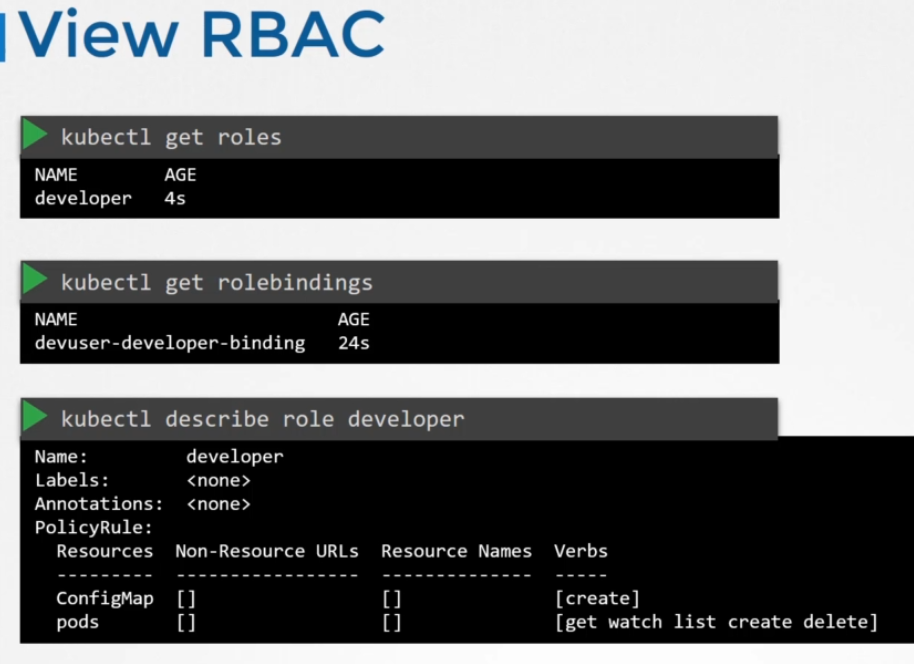 View RBAC
kubectl get roles
NAME AGE
developer 4s
kubectl get rolebindings
NAME AGE
devuser-developer-binding 24s
kubectl describe role developer
Name: developer
Labels: <none>
Annotations: <none>
PolicyRule:
Resources Non-Resource URLs Resource Names Verbs
--------- ----------------- -------------- -----
ConfigMap [] [] [create]
pods [] [] [get watch list create delete]